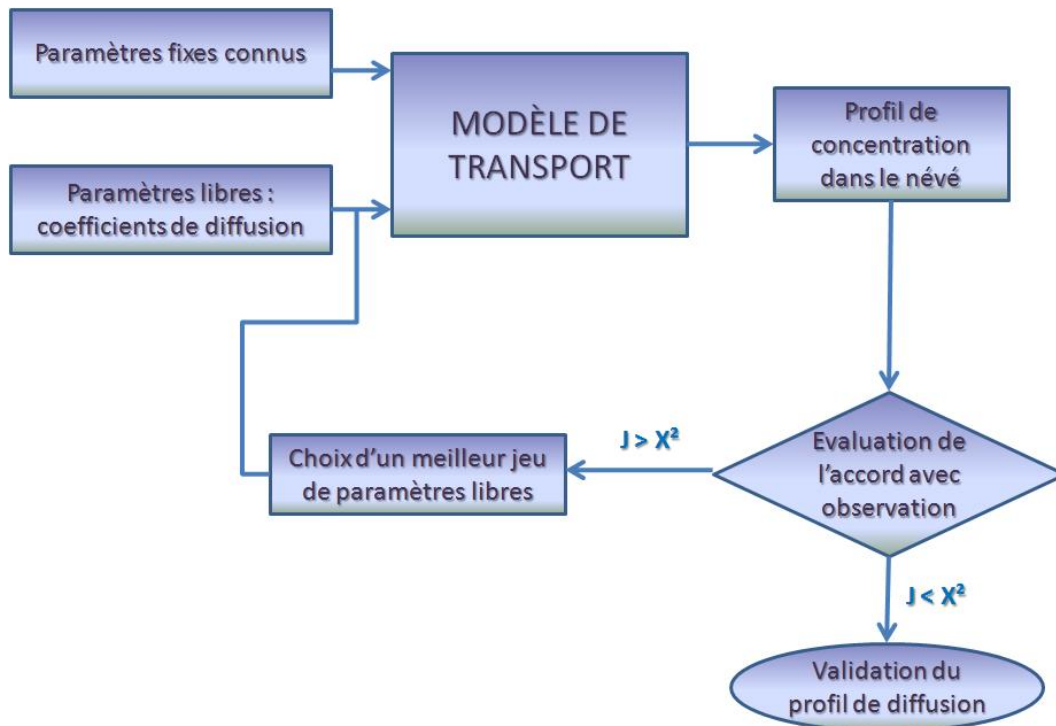 Paramètres fixes connus
MODÈLE DE
TRANSPORT
Profil de
concentration
dans le névé
Paramètres libres :
coefficients de diffusion
Choix d'un meilleur jeu
de paramètres libres
J > X²
Evaluation de
l'accord avec
observation
J < X²
Validation du
profil de diffusion